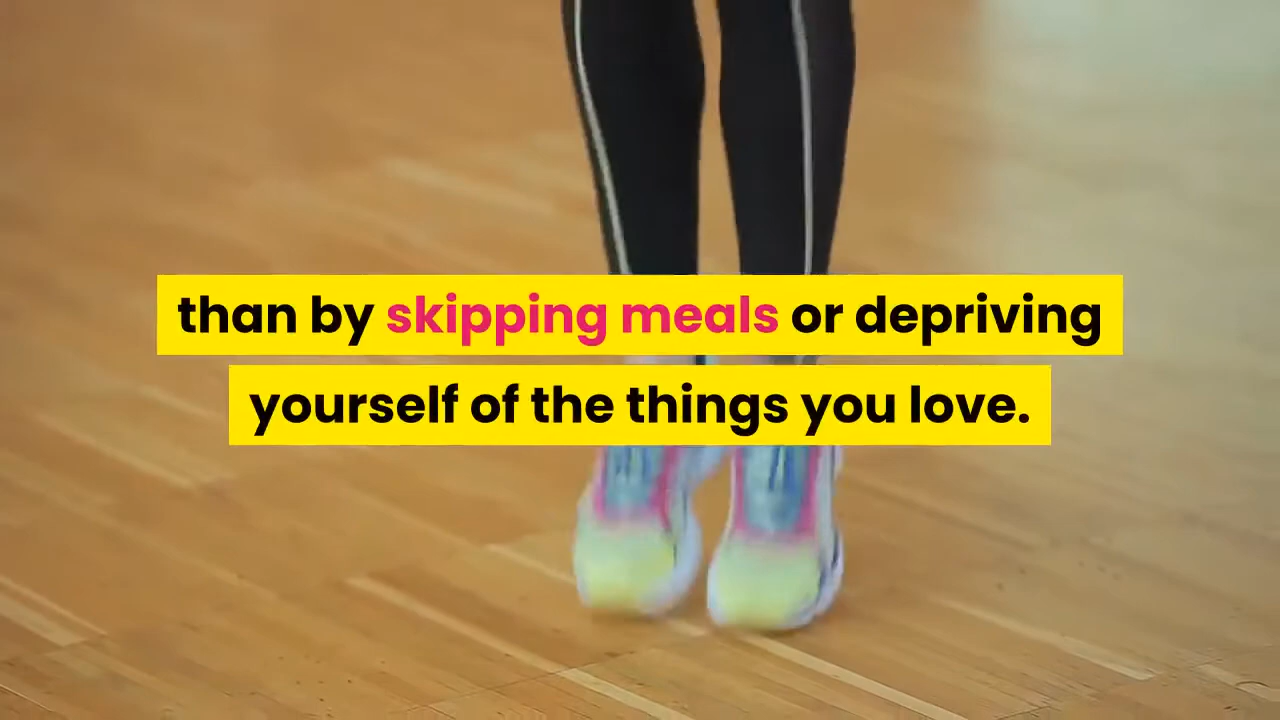 than by skipping meals or depriving
yourself of the things you love.